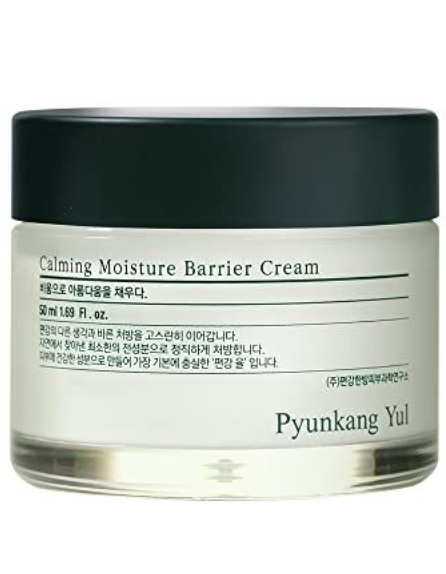 Calming Moisture Barrier Cream
비움으로 아름다움을 채우다.
50 ml 1.69 Fl. oz.
편강의 다른 생각과 바른 처방을 고스란히 이어갑니다.
자연에서 찾아낸 최소한의 전성분으로 정직하게 처방합니다.
피부에 건강한 성분으로 만들어 가장 기본에 충실한 '편강 율' 입니다.
(주)편강한방피부과학연구소
Pyunkang Yul